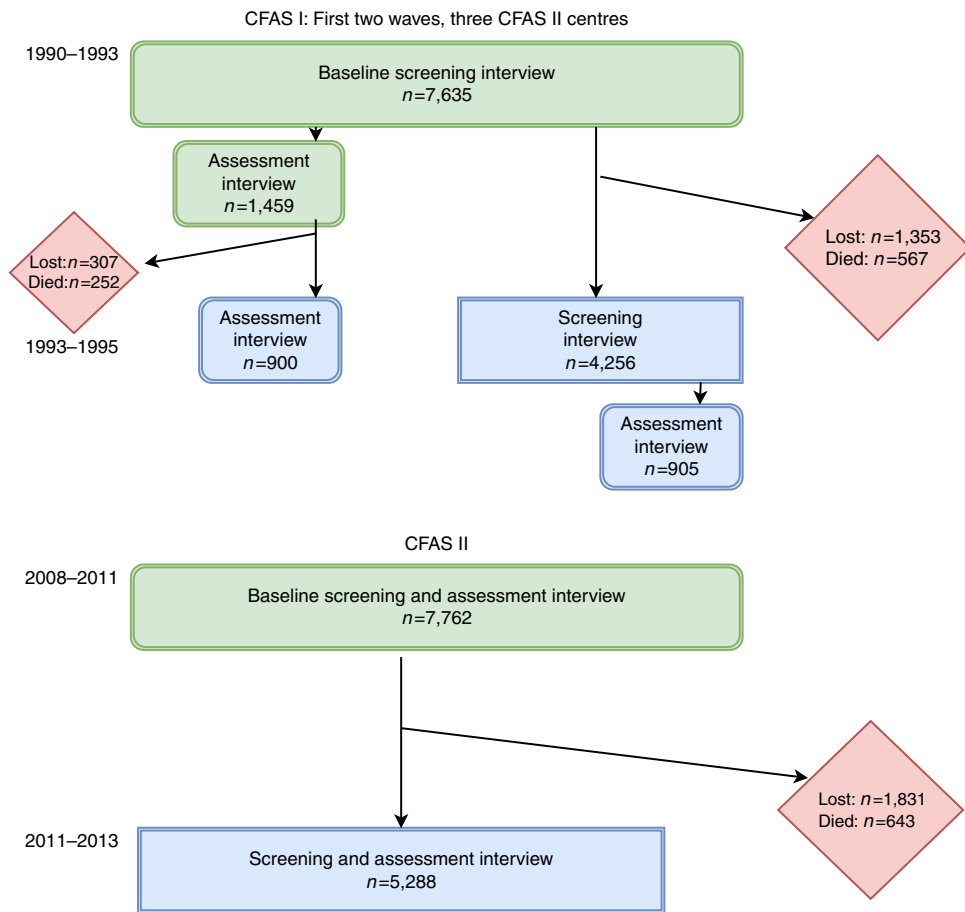 CFAS I: First two waves, three CFAS II centres
1990–1993
Baseline screening interview
n=7,635
Assessment
interview
n=1,459
Lost: n=1,353
Died: n=567
Lost:n=307
Died:n=252
1993–1995
Assessment
interview
n=900
Screening
interview
n=4,256
Assessment
interview
n=905
CFAS II
2008–2011
Baseline screening and assessment interview
n=7,762
Lost: n=1,831
Died: n=643
2011–2013
Screening and assessment interview
n=5,288